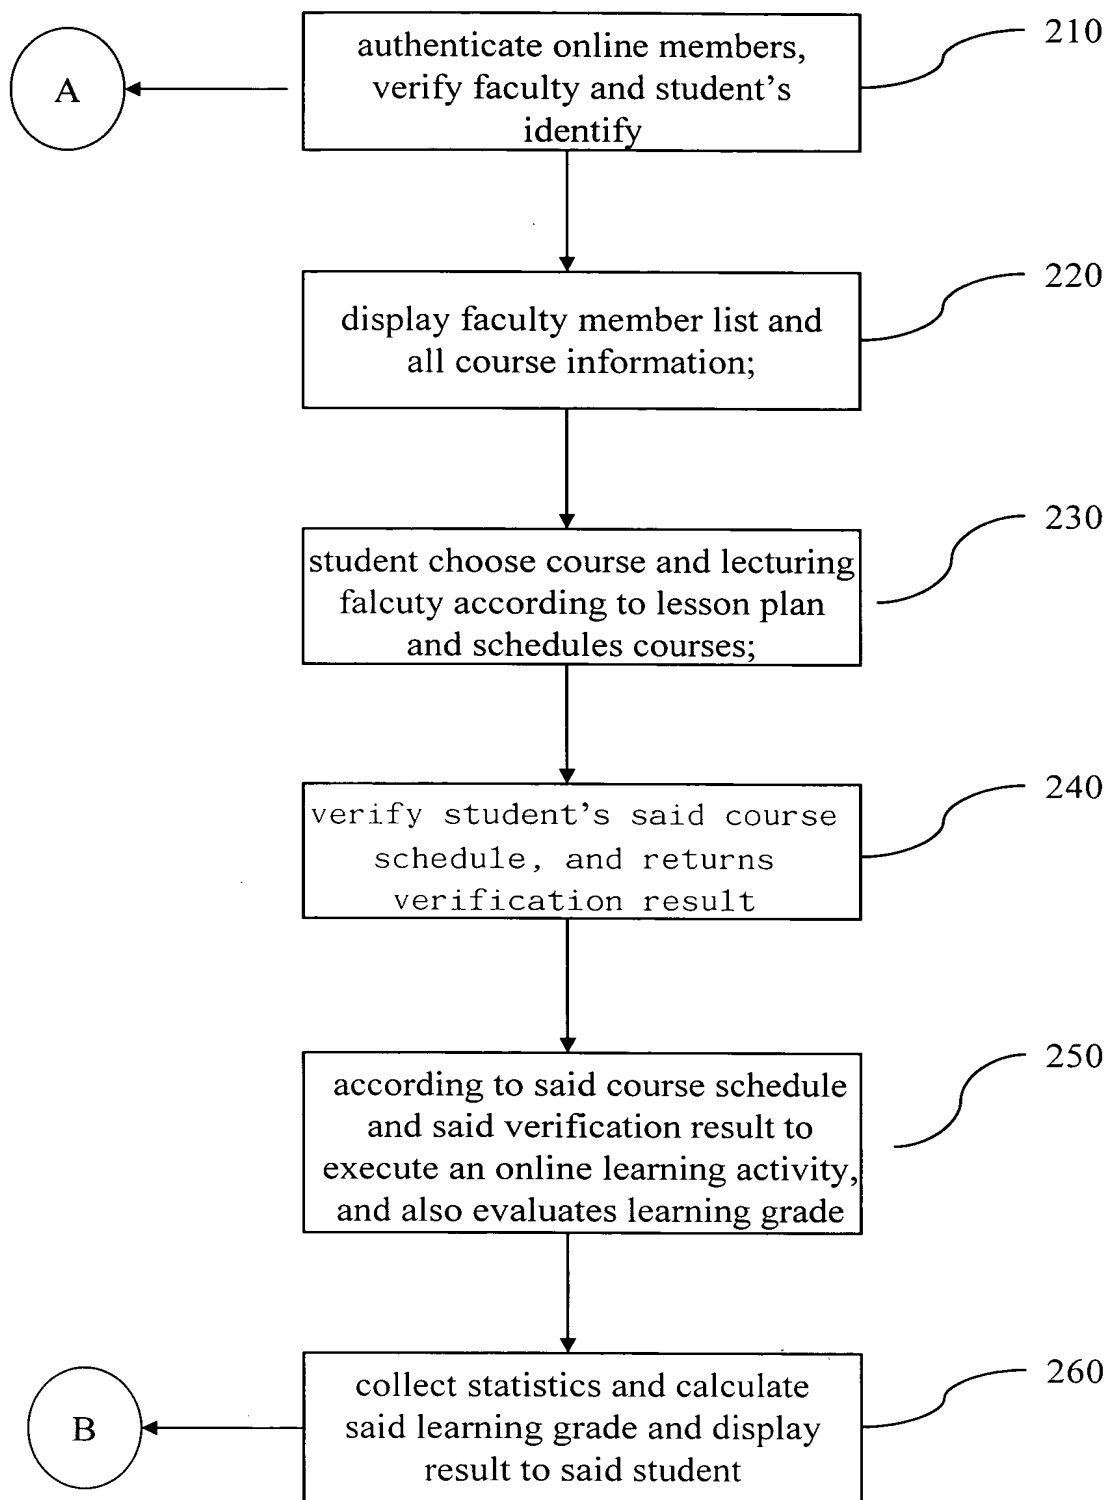 210
authenticate online members,
verify faculty and student's
identify
A
220
display faculty member list and
all course information;
230
student choose course and lecturing
falcuty according to lesson plan
and schedules courses;
240
verify student's said course
schedule, and returns
verification result
250
according to said course schedule
and said verification result to
execute an online learning activity,
and also evaluates learning grade
260
collect statistics and calculate
said learning grade and display
result to said student
B